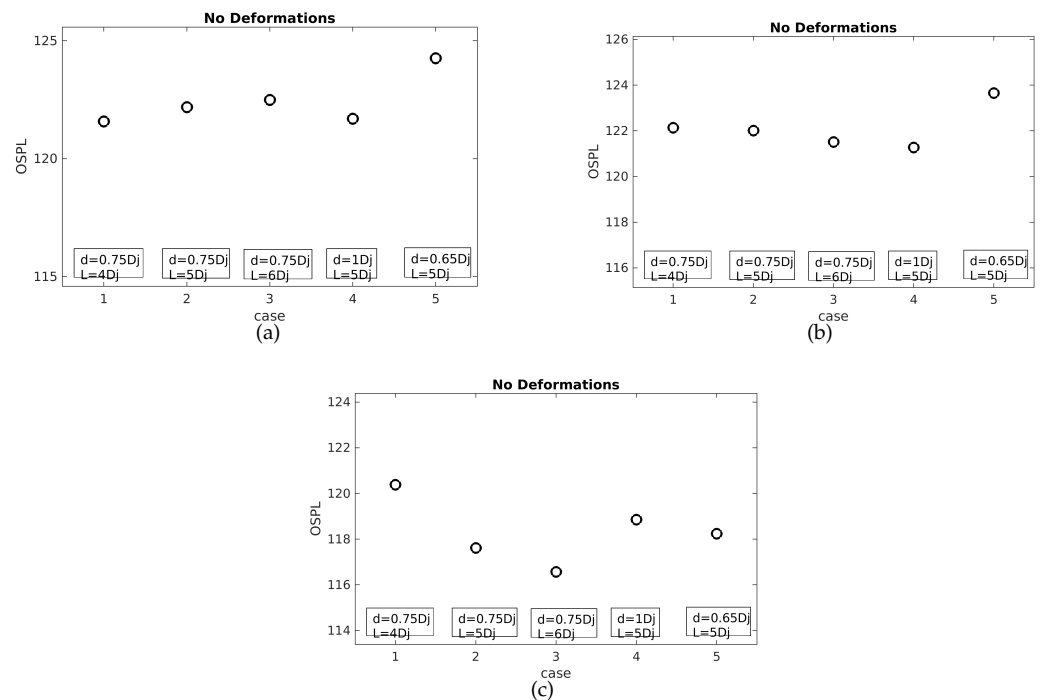 No Deformations
125
120
115
OSPL
d=0.75Dj
L=4Dj
d=0.75Dj
L=5Dj
d=0.75Dj
L=6Dj
d=1Dj
L=5Dj
d=0.65Dj
L=5Dj
1 2 3 4 5
case
(a)
No Deformations
126
124
122
120
118
116
OSPL
d=0.75Dj
L=4Dj
d=0.75Dj
L=5Dj
d=0.75Dj
L=6Dj
d=1Dj
L=5Dj
d=0.65Dj
L=5Dj
1 2 3 4 5
case
(b)
No Deformations
124
122
120
118
116
114
OSPL
d=0.75Dj
L=4Dj
d=0.75Dj
L=5Dj
d=0.75Dj
L=6Dj
d=1Dj
L=5Dj
d=0.65Dj
L=5Dj
1 2 3 4 5
case
(c)